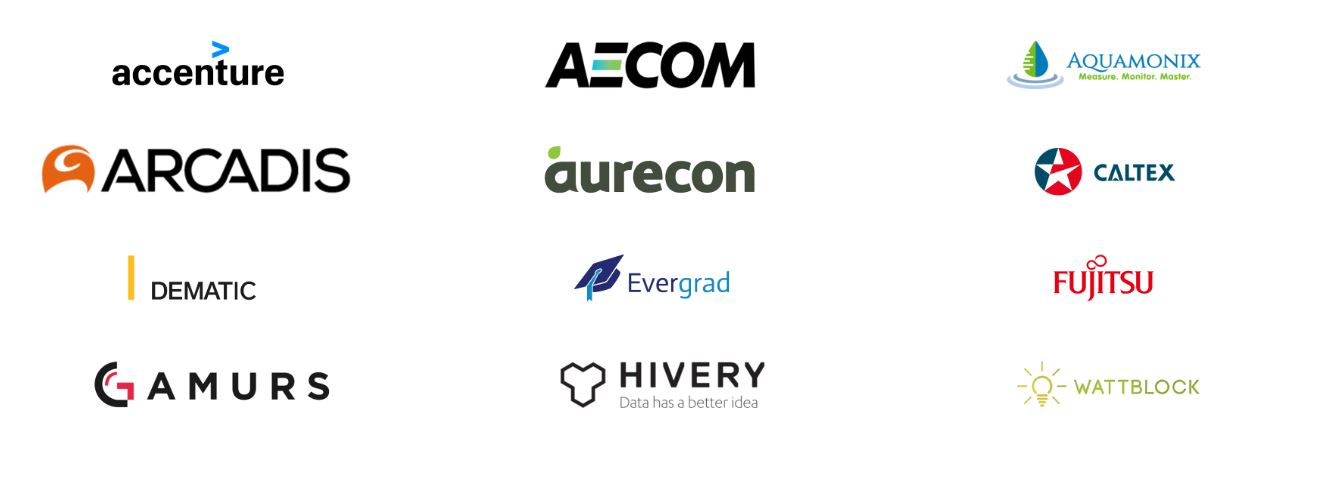 accenture
AECOM
AQUAMONIX
Measure. Monitor. Master.
ARCADIS
aurecon
CALTEX
DEMATIC
Evergrad
FUJITSU
GAMURS
HIVERY
Data has a better idea
WATTBLOCK